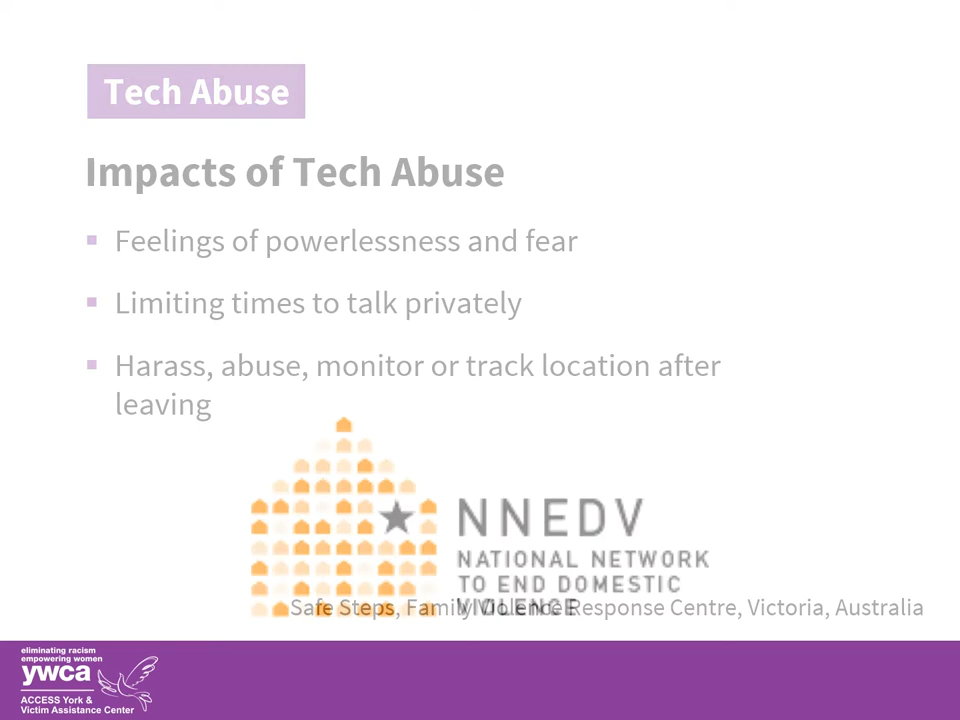 Tech Abuse
Impacts of Tech Abuse
Feelings of powerlessness and fear
Limiting times to talk privately
Harass, abuse, monitor or track location after
leaving
NNEDV
NATIONAL NETWORK
TO END DOMESTIC
VIOLENCE
Safe Steps, Family Violence Response Centre, Victoria, Australia
eliminating racism
empowering women
ywca
ACCESS York &
Victim Assistance Center